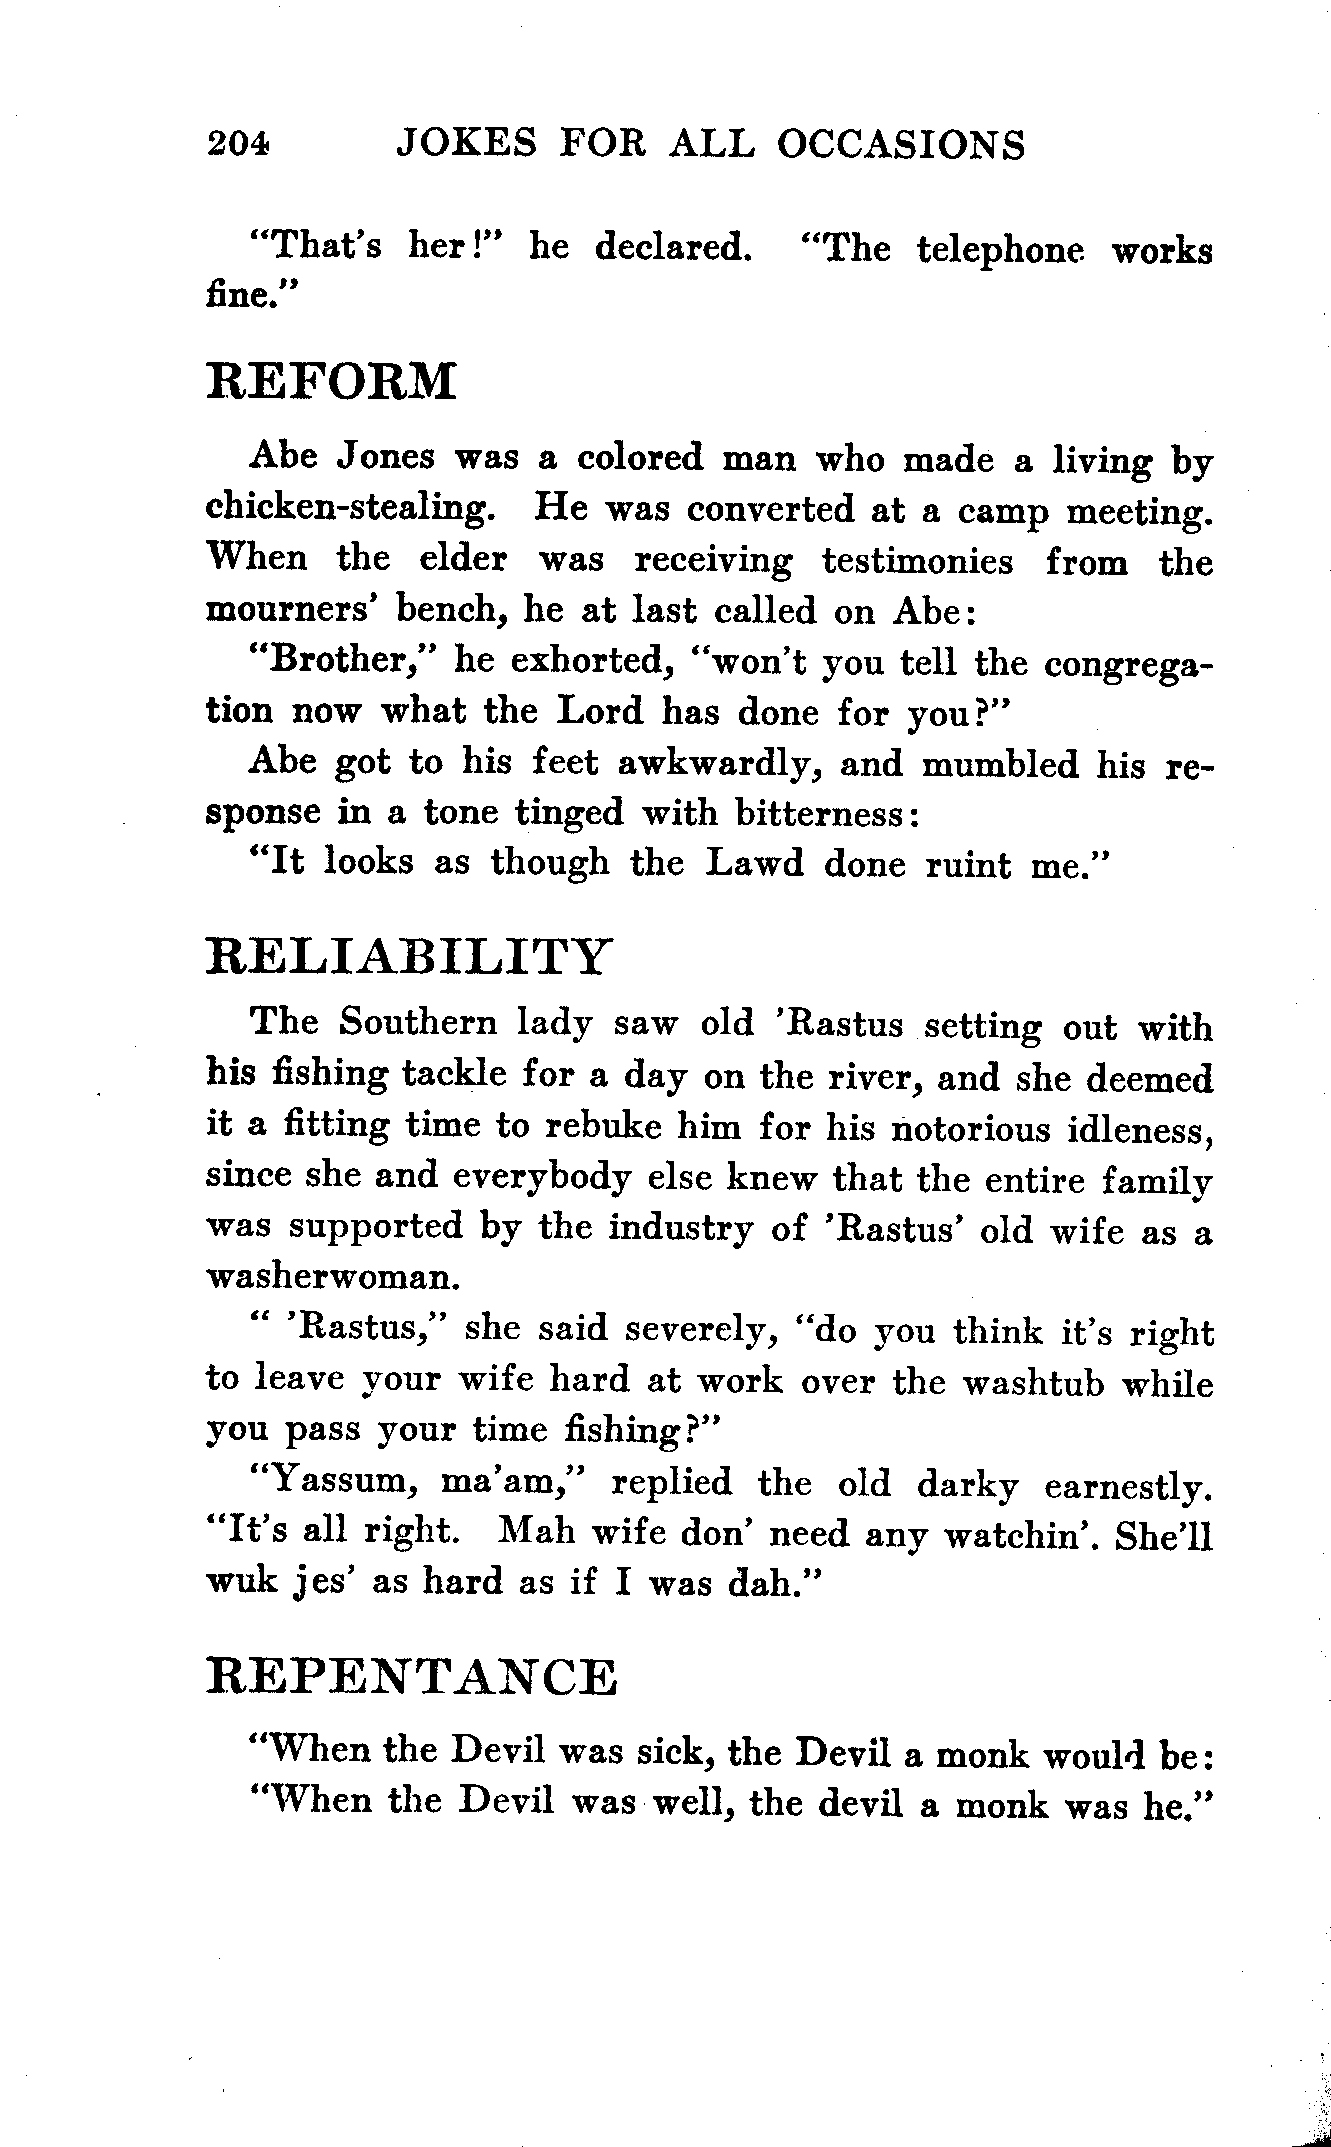 204 JOKES FOR ALL OCCASIONS
"That's her!" he declared. "The telephone works
fine."
REFORM
Abe Jones was a colored man who made a living by
chicken-stealing. He was converted at a camp meeting.
When the elder was receiving testimonies from the
mourners' bench, he at last called on Abe:
"Brother," he exhorted, "won't you tell the congrega-
tion now what the Lord has done for you?"
Abe got to his feet awkwardly, and mumbled his re-
sponse in a tone tinged with bitterness:
"It looks as though the Lawd done ruint me."
RELIABILITY
The Southern lady saw old 'Rastus setting out with
his fishing tackle for a day on the river, and she deemed
it a fitting time to rebuke him for his notorious idleness,
since she and everybody else knew that the entire family
was supported by the industry of 'Rastus' old wife as a
washerwoman.
" 'Rastus," she said severely, "do you think it's right
to leave your wife hard at work over the washtub while
you pass your time fishing?"
"Yassum, ma'am," replied the old darky earnestly.
"It's all right. Mah wife don' need any watchin'. She'll
wuk jes' as hard as if I was dah."
REPENTANCE
"When the Devil was sick, the Devil a monk would be:
"When the Devil was well, the devil a monk was he."